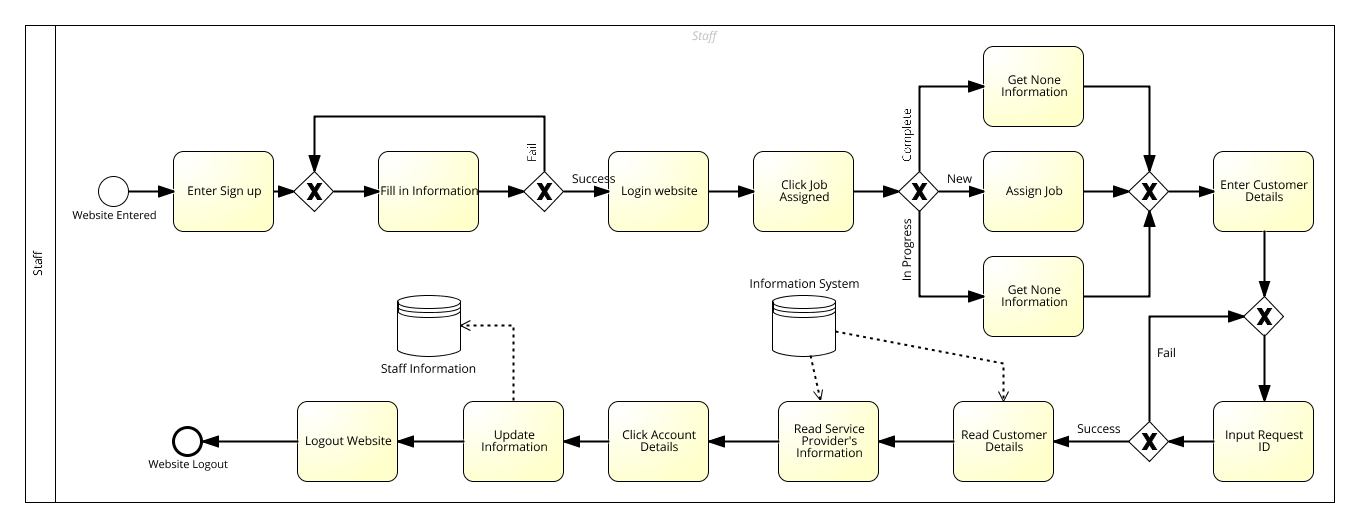 Staff
Staff
Get None
Information
Complete
Fail
Success
Enter Sign up
Fill in Information
Login website
Click Job
Assigned
New
Assign Job
Enter Customer
Details
Website Entered
In Progress
Get None
Information
Information System
Staff Information
Fail
Success
Logout Website
Update
Information
Click Account
Details
Read Service
Provider's
Information
Read Customer
Details
Input Request
ID
Website Logout